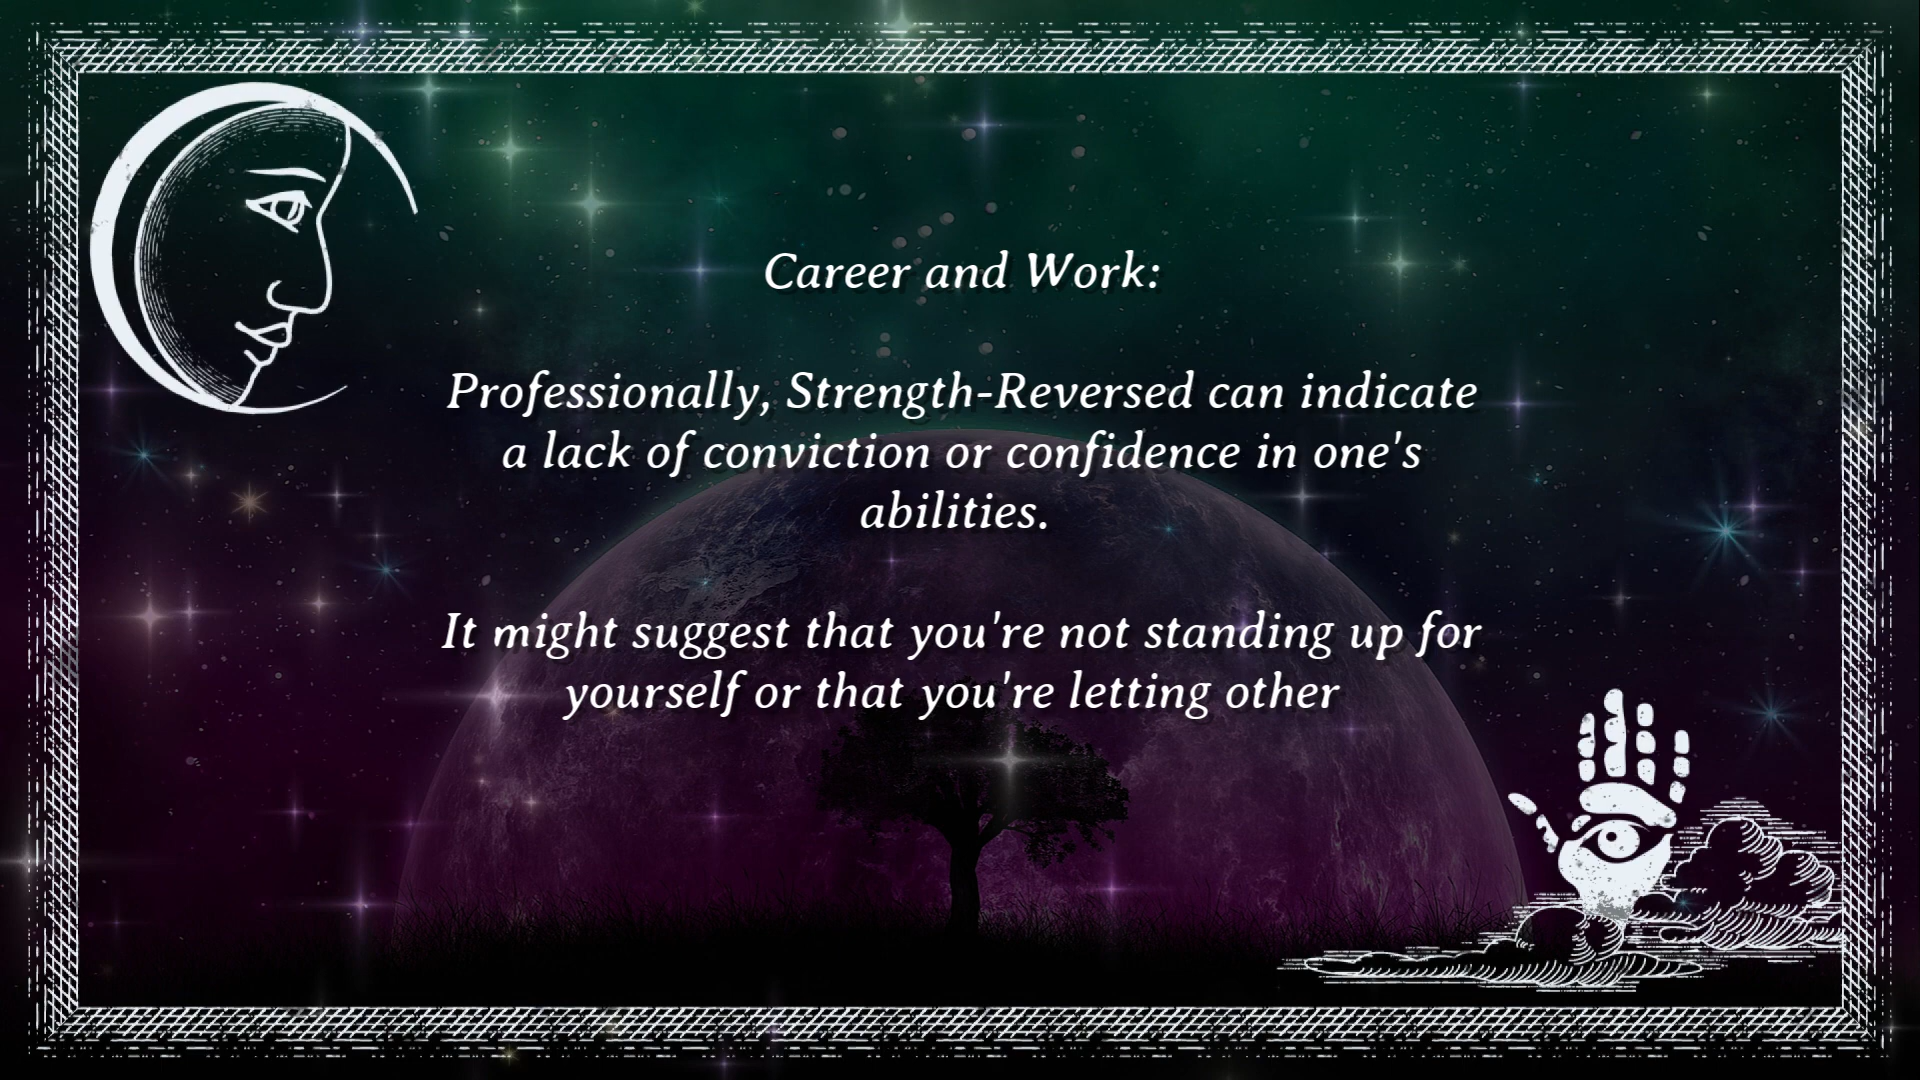 Career and Work:
Professionally, Strength-Reversed can indicate
a lack of conviction or confidence in one's
abilities.
It might suggest that you're not standing up for
yourself or that you're letting other